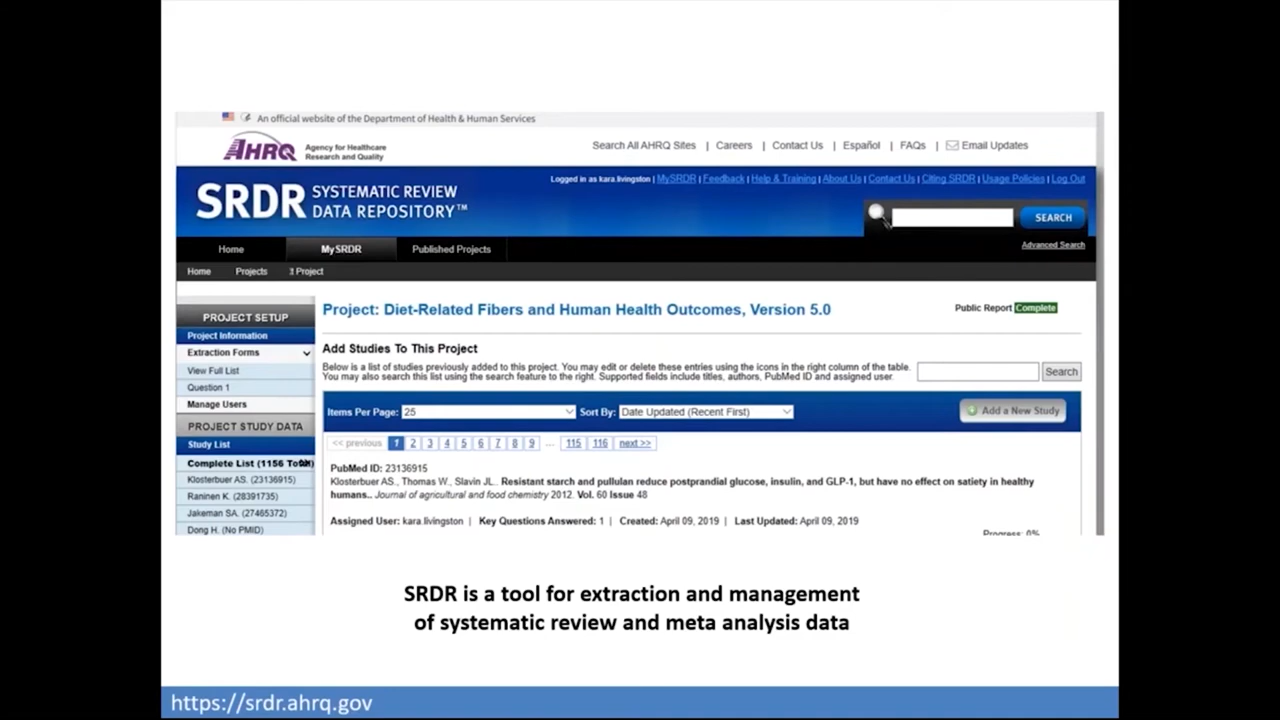 An official website of the Department of Health & Human Services
AHRQ
Agency for Healthcare
Research and Quality
Search All AHRQ Sites | Careers | Contact Us | Español | FAQs | Email Updates
Logged in as kara.livingston | MySRDR | Feedback | Help & Training | About Us | Contact Us | Citing SRDR | Usage Policies | Log Out
SRDR SYSTEMATIC REVIEW
DATA REPOSITORY™
SEARCH
Advanced Search
Home MySRDR Published Projects
Home Projects Project
PROJECT SETUP
Project Information
Extraction Forms
View Full List
Question 1
Manage Users
PROJECT STUDY DATA
Study List
Complete List (1156 Total)
Klosterbuer AS. (23136915)
Raninen K. (28391735)
Jakeman SA. (27465372)
Dong H. (No PMID)
Project: Diet-Related Fibers and Human Health Outcomes, Version 5.0
Public Report Complete
Add Studies To This Project
Below is a list of studies previously added to this project. You may edit or delete these entries using the icons in the right column of the table.
You may also search this list using the search feature to the right. Supported fields include titles, authors, PubMed ID and assigned user.
Search
Items Per Page: 25 Sort By: Date Updated (Recent First)
Add a New Study
<< previous 1 2 3 4 5 6 7 8 9 ... 115 116 next >>
PubMed ID: 23136915
Klosterbuer AS., Thomas W., Slavin JL.. Resistant starch and pullulan reduce postprandial glucose, insulin, and GLP-1, but have no effect on satiety in healthy
humans.. Journal of agricultural and food chemistry 2012. Vol. 60 Issue 48
Assigned User: kara.livingston | Key Questions Answered: 1 | Created: April 09, 2019 | Last Updated: April 09, 2019
Progress: 0%
SRDR is a tool for extraction and management
of systematic review and meta analysis data
https://srdr.ahrq.gov